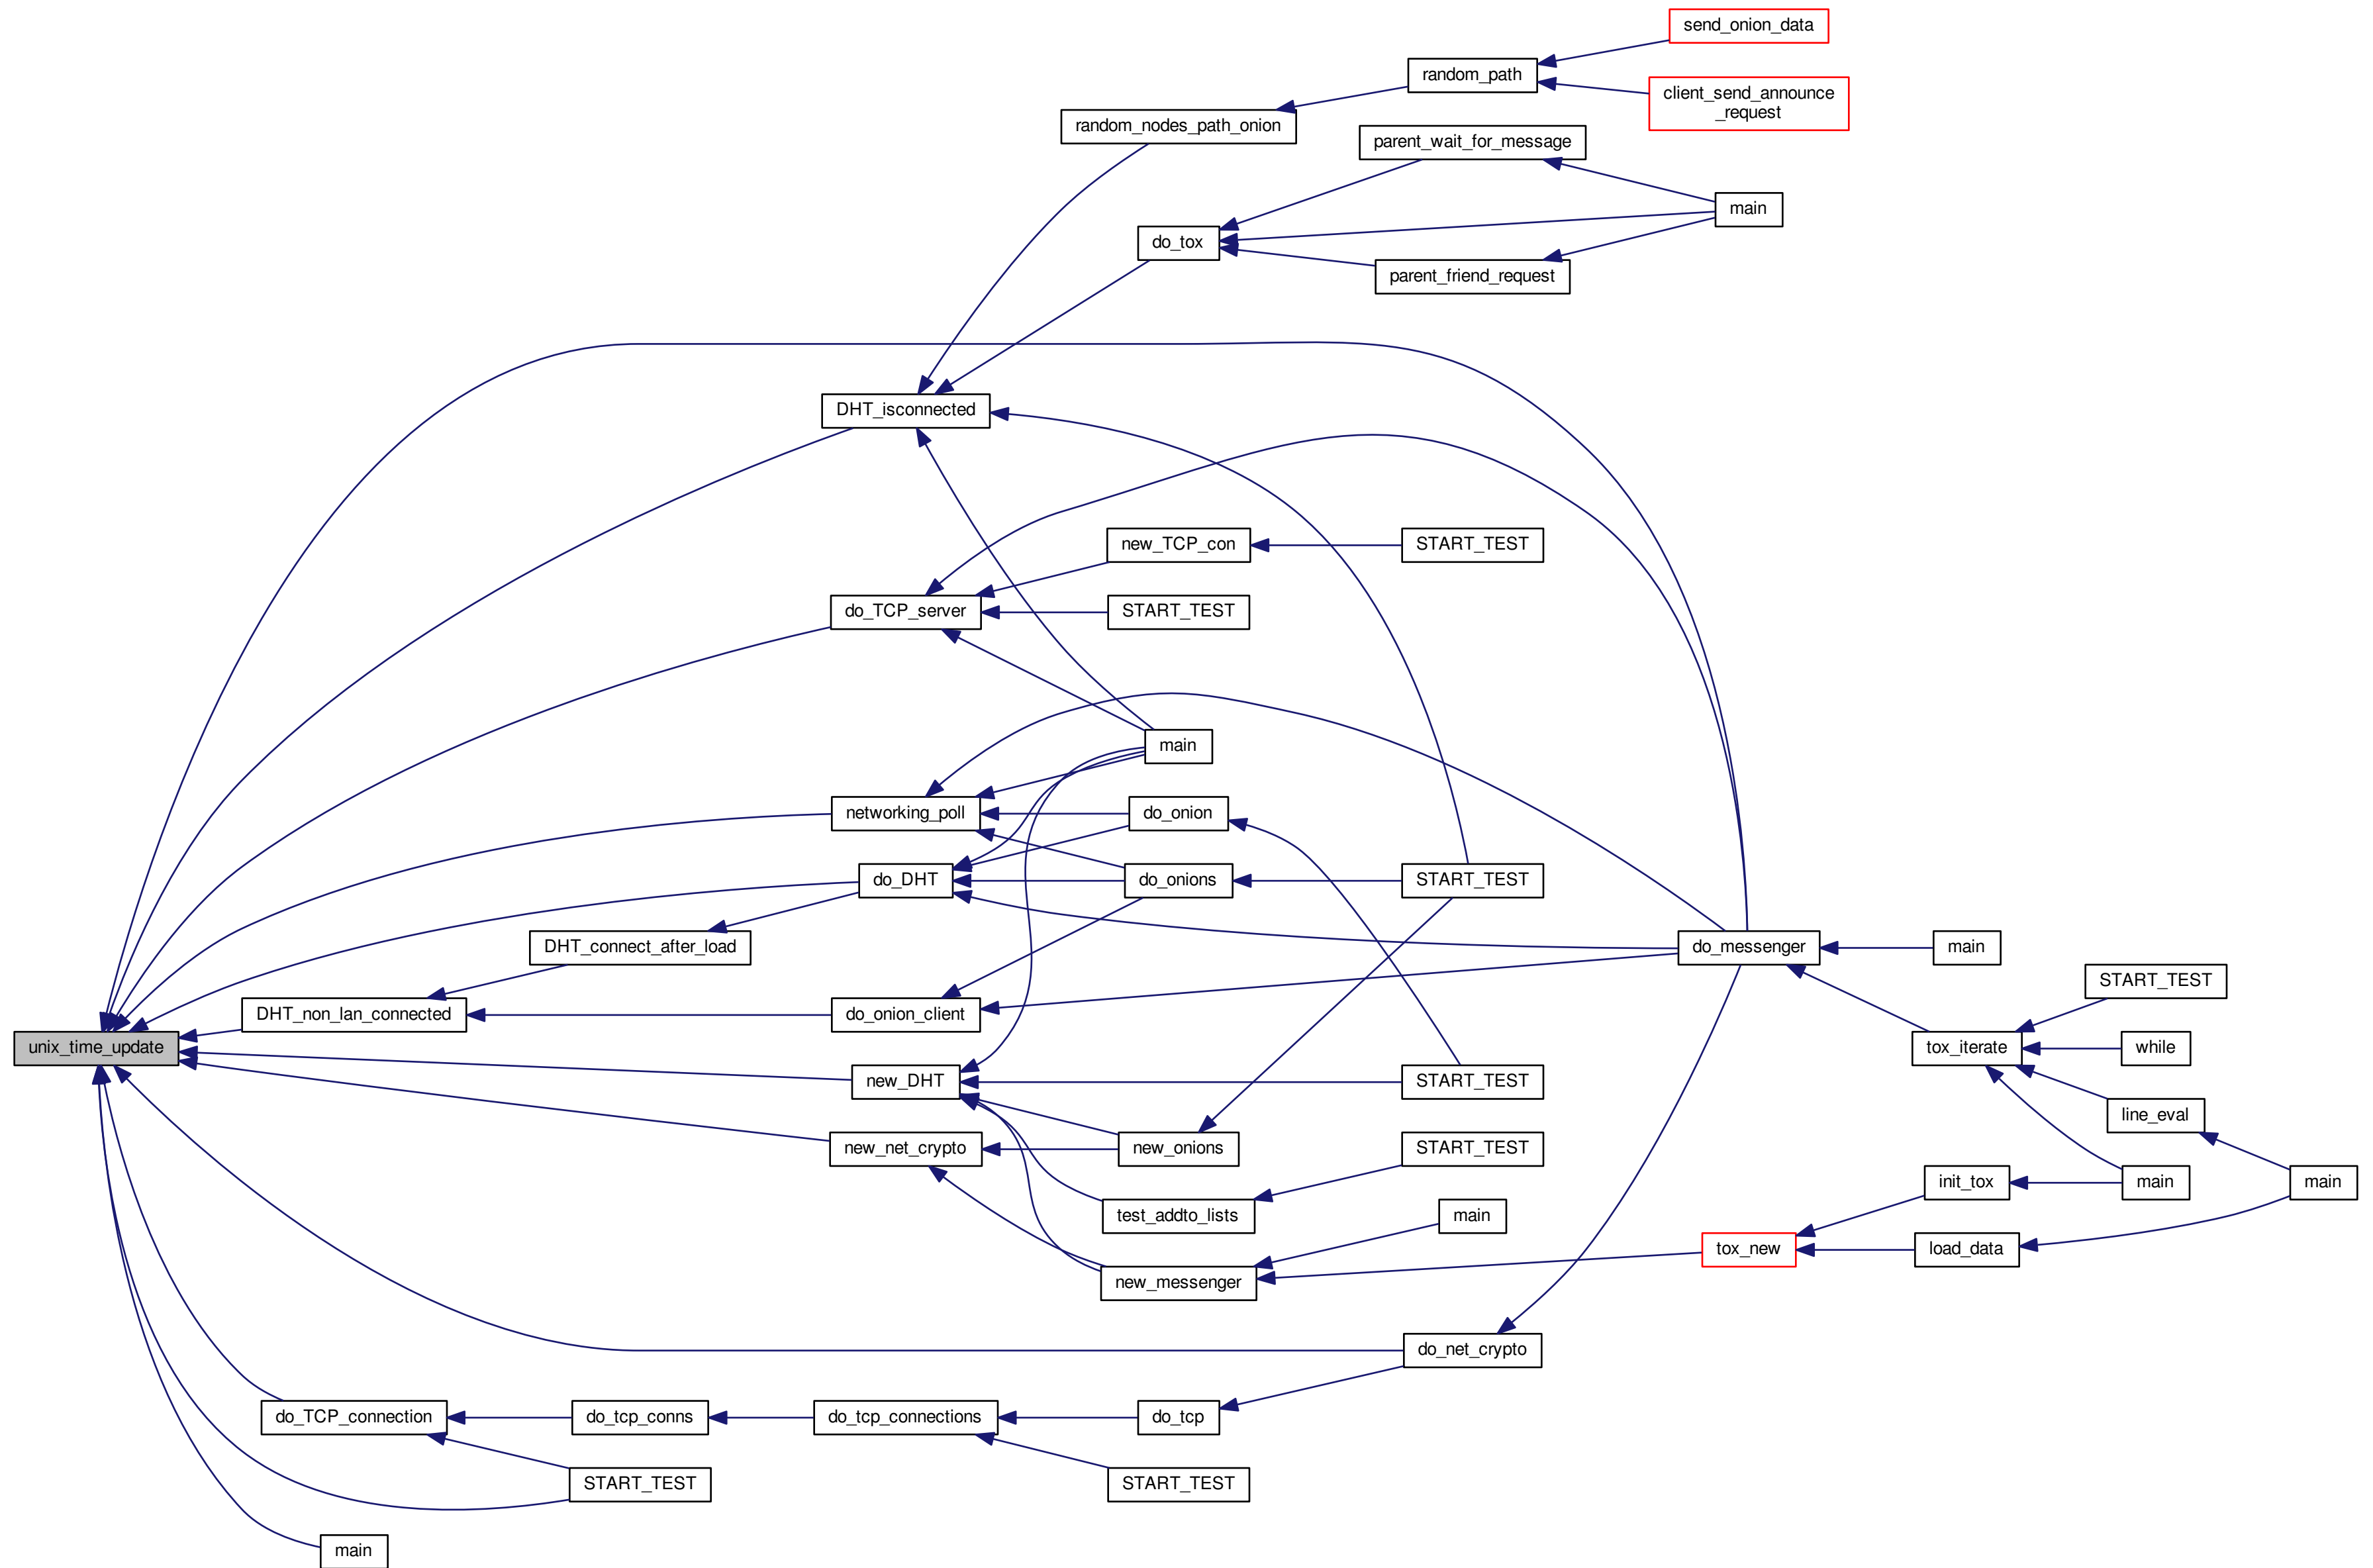 send_onion_data
random_path
client_send_announce
_request
random_nodes_path_onion
parent_wait_for_message
main
do_tox
parent_friend_request
DHT_isconnected
new_TCP_con
START_TEST
do_TCP_server
START_TEST
main
networking_poll
do_onion
do_DHT
do_onions
START_TEST
DHT_connect_after_load
do_messenger
main
START_TEST
DHT_non_lan_connected
do_onion_client
unix_time_update
tox_iterate
while
new_DHT
START_TEST
line_eval
new_net_crypto
new_onions
START_TEST
init_tox
main
main
test_addto_lists
main
tox_new
load_data
new_messenger
do_net_crypto
do_TCP_connection
do_tcp_conns
do_tcp_connections
do_tcp
START_TEST
START_TEST
main